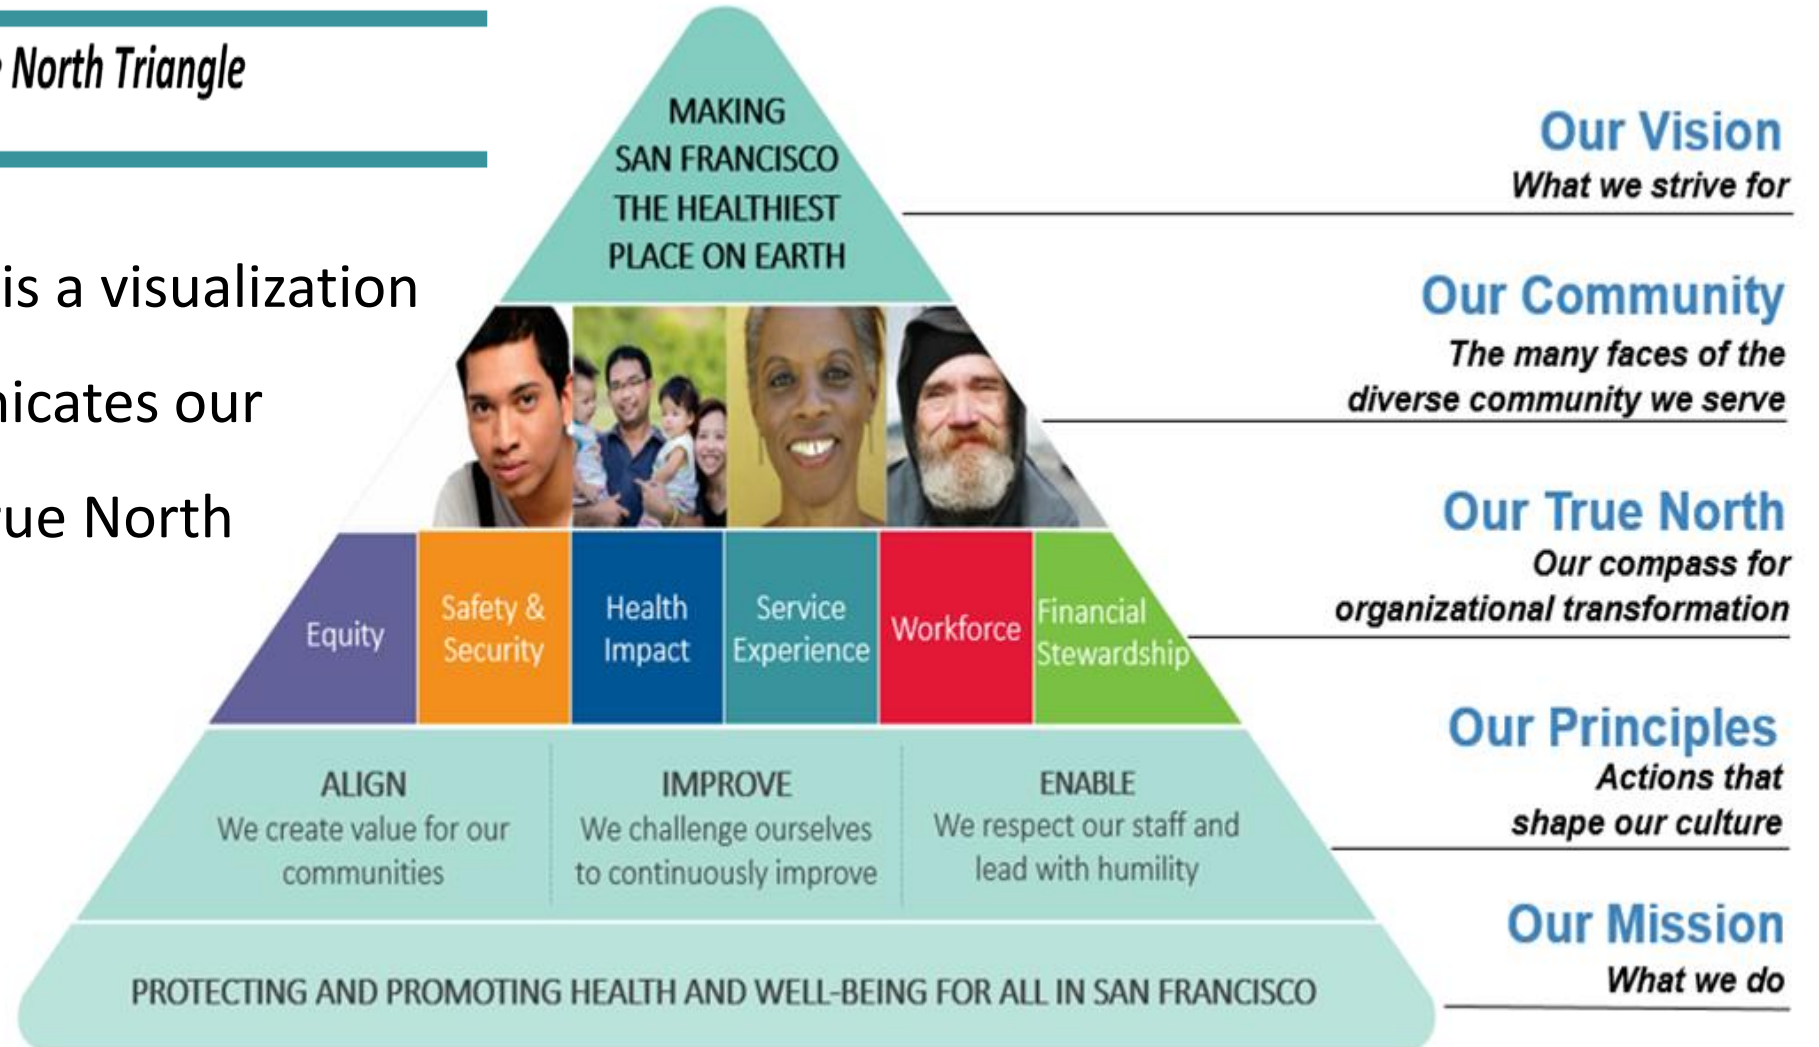 North Triangle
is a visualization
nicates our
rue North
MAKING
SAN FRANCISCO
THE HEALTHIEST
PLACE ON EARTH
Our Vision
What we strive for
Our Community
The many faces of the
diverse community we serve
Equity
Safety &
Security
Health
Impact
Service
Experience
Workforce
Financial
Stewardship
Our True North
Our compass for
organizational transformation
ALIGN
We create value for our
communities
IMPROVE
We challenge ourselves
to continuously improve
ENABLE
We respect our staff and
lead with humility
Our Principles
Actions that
shape our culture
PROTECTING AND PROMOTING HEALTH AND WELL-BEING FOR ALL IN SAN FRANCISCO
Our Mission
What we do